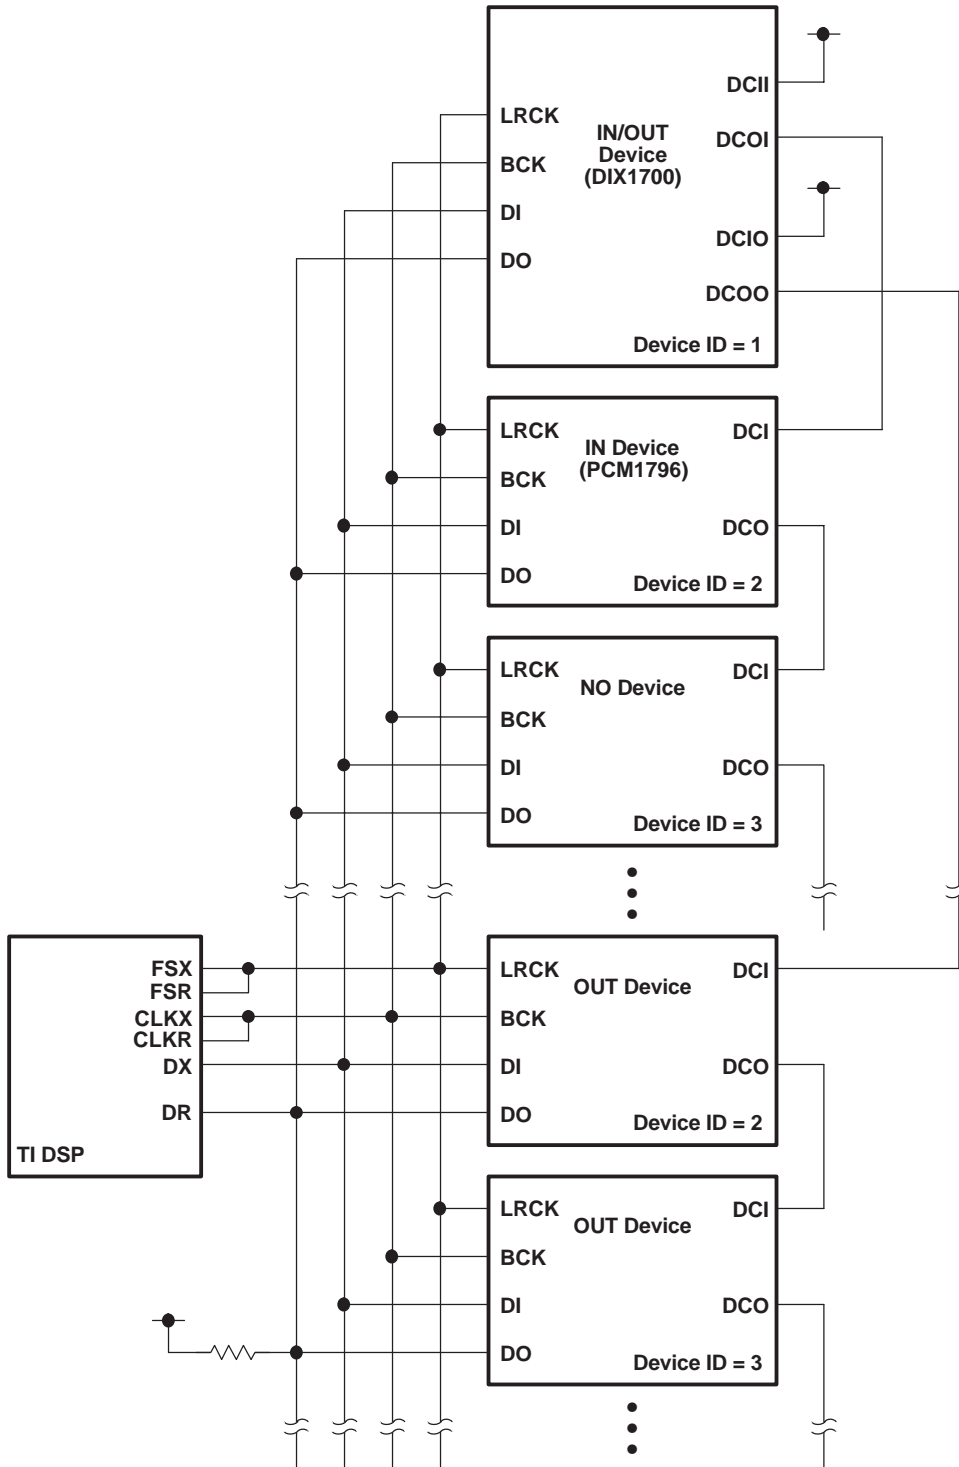 DCII
LRCK
IN/OUT
Device
(DIX1700)
DCOI
BCK
DI
DCIO
DO
DCOO
Device ID = 1
LRCK
IN Device
(PCM1796)
DCI
BCK
DI
DCO
DO
Device ID = 2
LRCK
NO Device
DCI
BCK
DI
DCO
DO
Device ID = 3
FSX
FSR
CLKX
CLKR
DX
DR
TI DSP
LRCK
OUT Device
DCI
BCK
DI
DCO
DO
Device ID = 2
LRCK
OUT Device
DCI
BCK
DI
DCO
DO
Device ID = 3